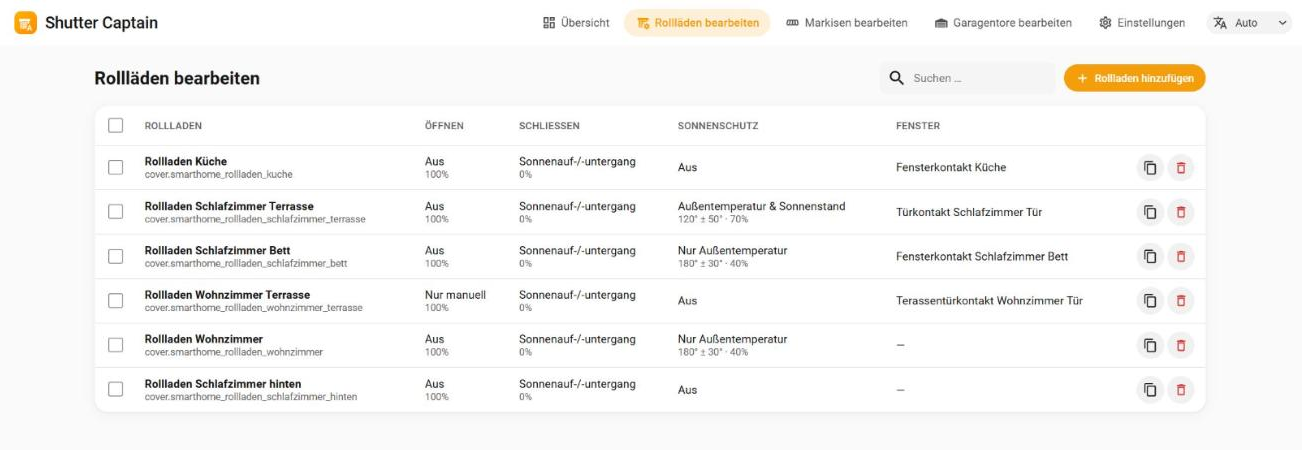 Shutter Captain
Übersicht
Rollläden bearbeiten
Markisen bearbeiten
Garagentore bearbeiten
Einstellungen
Auto
Rollläden bearbeiten
Suchen ...
+ Rollladen hinzufügen
ROLLLADEN ÖFFNEN SCHLIESSEN SONNENSCHUTZ FENSTER
Rollladen Küche Aus Sonnenauf-/-untergang Aus Fensterkontakt Küche
cover.smarthome_rollladen_kuche 100% 0%
Rollladen Schlafzimmer Terrasse Aus Sonnenauf-/-untergang Außentemperatur & Sonnenstand Türkontakt Schlafzimmer Tür
cover.smarthome_rollladen_schlafzimmer_terrasse 100% 0% 120° ± 50° · 70%
Rollladen Schlafzimmer Bett Aus Sonnenauf-/-untergang Nur Außentemperatur Fensterkontakt Schlafzimmer Bett
cover.smarthome_rollladen_schlafzimmer_bett 100% 0% 180° ± 30° · 40%
Rollladen Wohnzimmer Terrasse Nur manuell Sonnenauf-/-untergang Aus Terassentürkontakt Wohnzimmer Tür
cover.smarthome_rollladen_wohnzimmer_terrasse 100% 0%
Rollladen Wohnzimmer Aus Sonnenauf-/-untergang Nur Außentemperatur –
cover.smarthome_rollladen_wohnzimmer 100% 0% 180° ± 30° · 40%
Rollladen Schlafzimmer hinten Aus Sonnenauf-/-untergang Aus –
cover.smarthome_rollladen_schlafzimmer_hinten 100% 0%